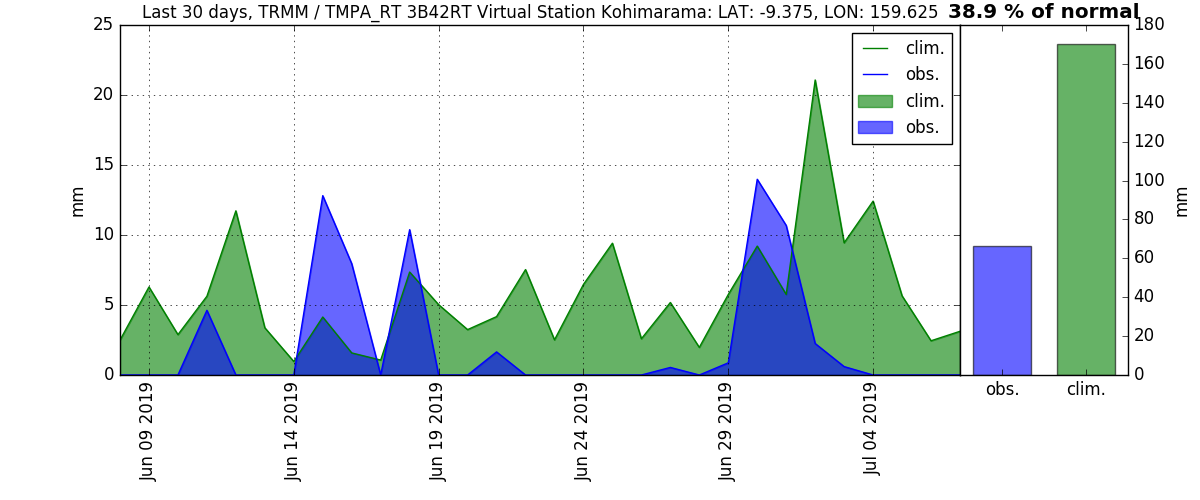 Last 30 days, TRMM / TMPA_RT 3B42RT Virtual Station Kohimarama: LAT: -9.375, LON: 159.625
38.9 % of normal
25
20
15
10
5
0
mm
clim.
obs.
clim.
obs.
Jun 09 2019
Jun 14 2019
Jun 19 2019
Jun 24 2019
Jun 29 2019
Jul 04 2019
180
160
140
120
100
80
60
40
20
0
mm
obs.
clim.